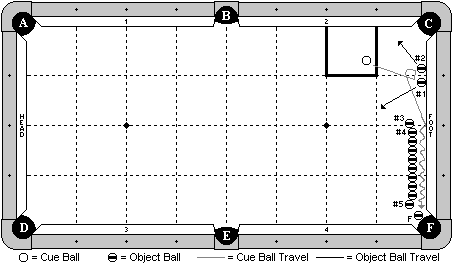 A
B
C
1
2
#2
#1
HEAD
FOOT
#3
#4
#5
F
3
4
D
E
F
= Cue Ball
= Object Ball
= Cue Ball Travel
= Object Ball Travel